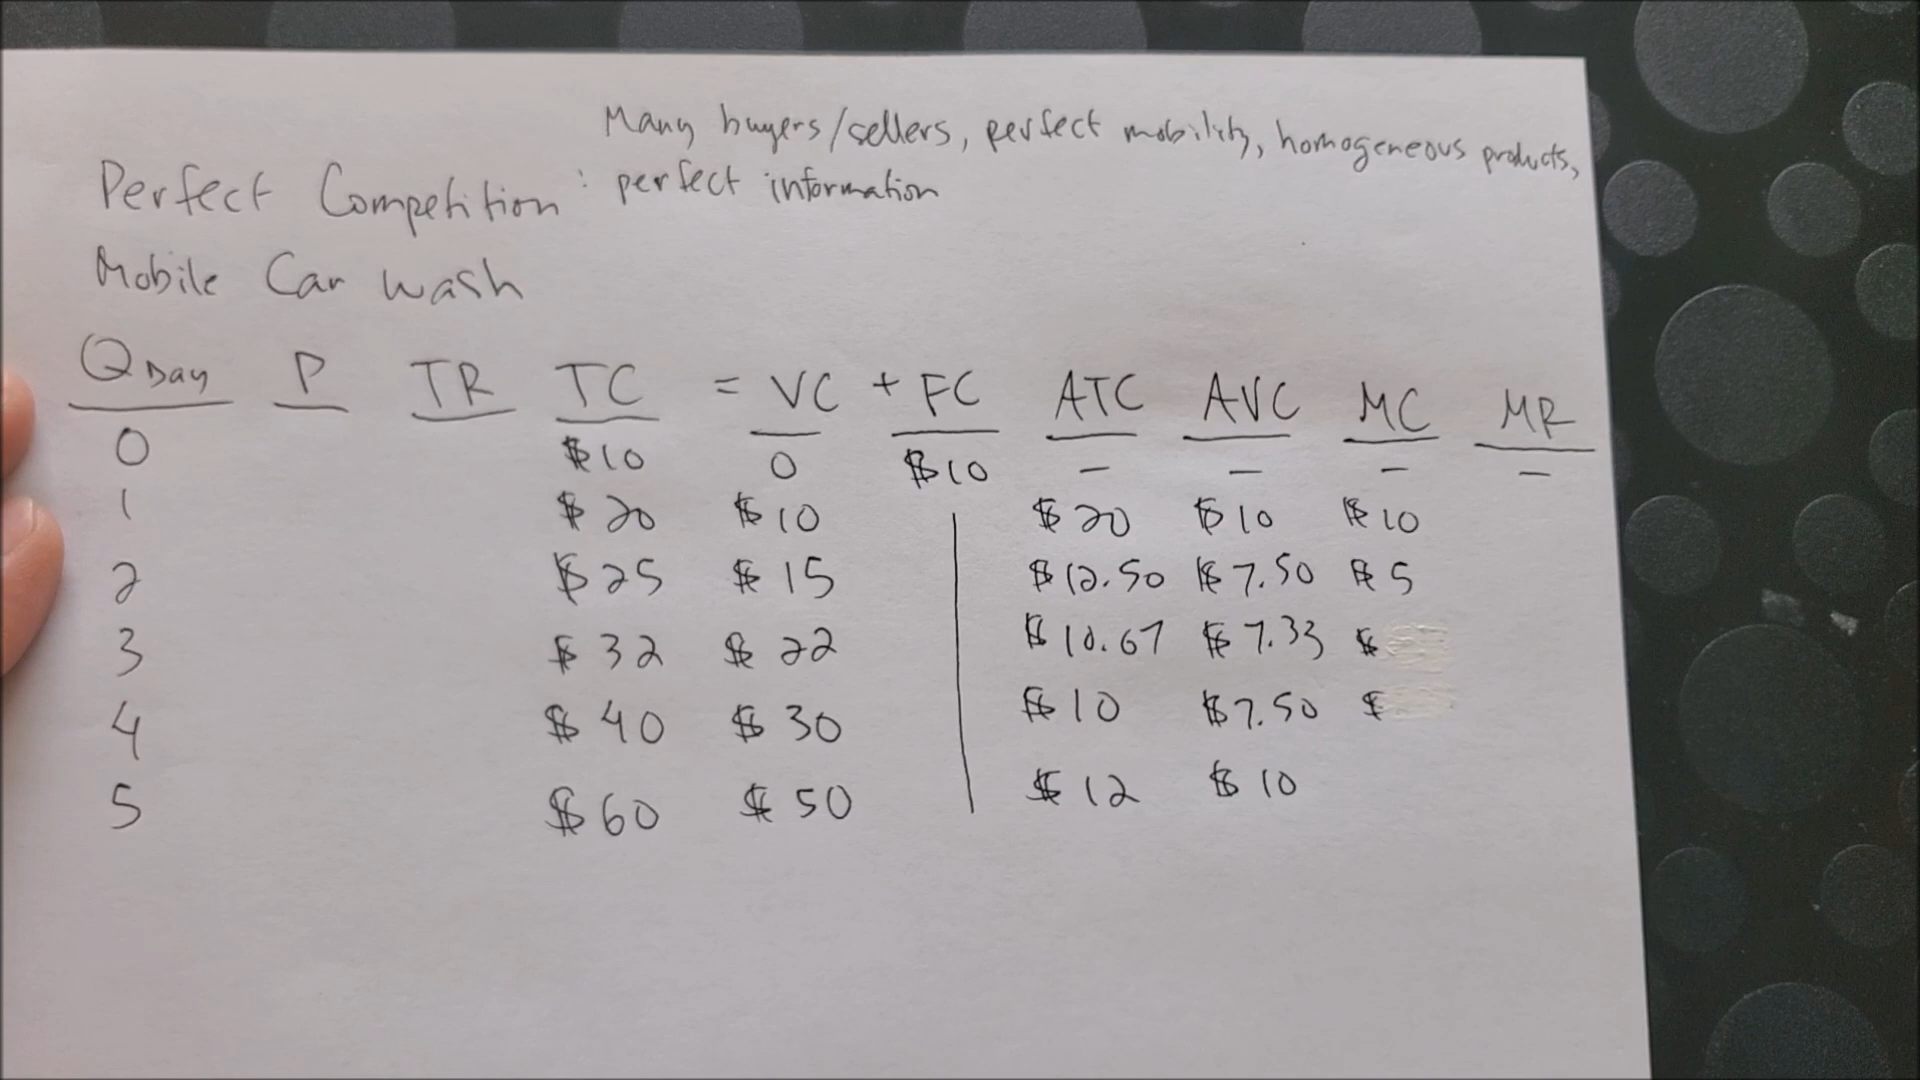 Many buyers/sellers, perfect mobility, homogeneous products,
Perfect Competition : perfect information
Mobile Car wash
Q Day P TR TC = VC + FC ATC AVC MC MR
0 $10 0 $10 - - - -
1 $20 $10 $20 $10 $10
2 $25 $15 $12.50 $7.50 $5
3 $32 $22 $10.67 $7.33 $
4 $40 $30 $10 $7.50 $
5 $60 $50 $12 $10